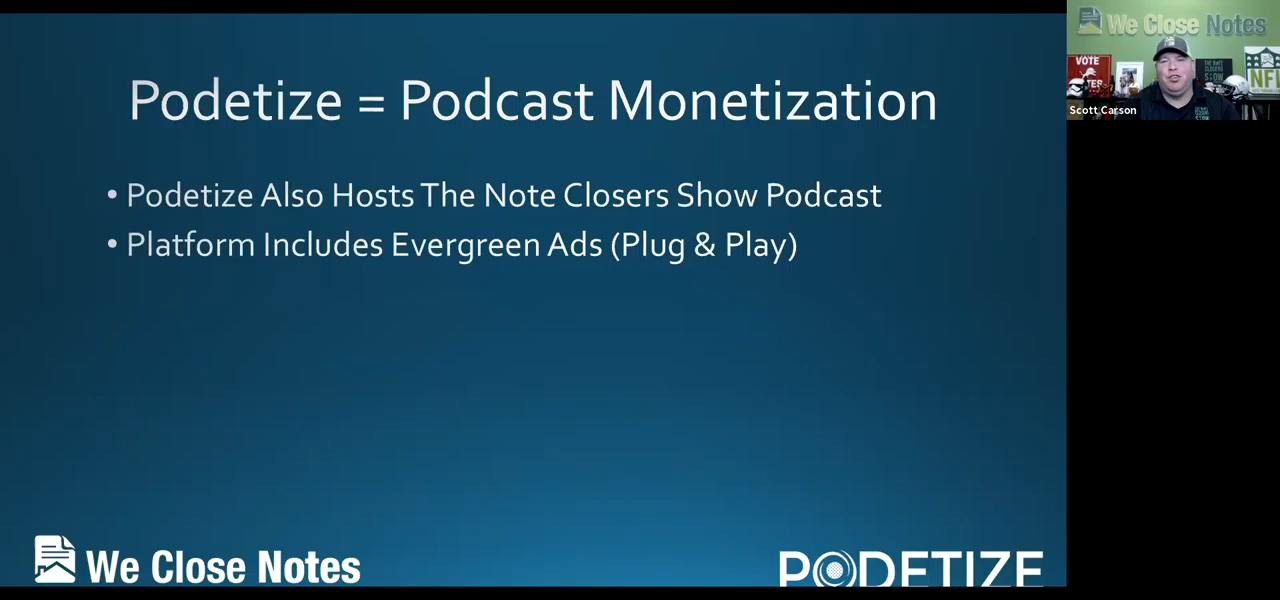 Podetize = Podcast Monetization
• Podetize Also Hosts The Note Closers Show Podcast
• Platform Includes Evergreen Ads (Plug & Play)
We Close Notes
PODETIZE
We Close Notes
VOTE
NFL
Scott Carson